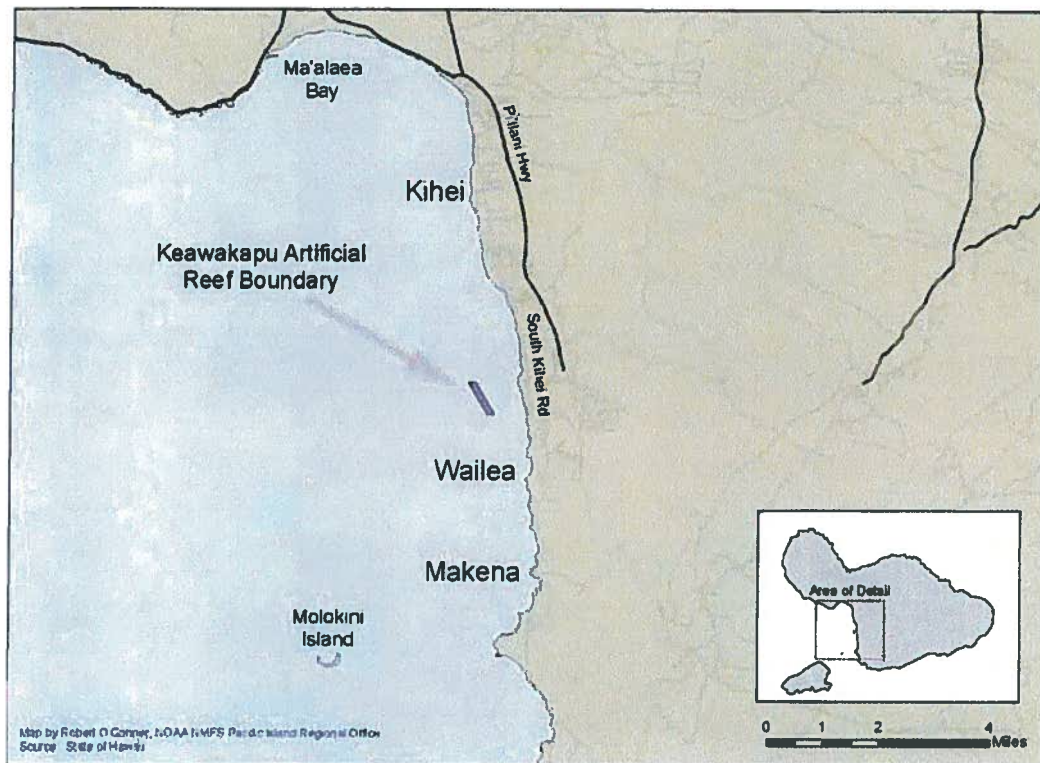 Ma'alaea
Bay
Pi'ilani Hwy
Kihei
Keawakapu Artificial
Reef Boundary
South Kihei Rd
Wailea
Makena
Molokini
Island
Area of Detail
0 1 2 4
Miles
Map by Robert O'Conner, NOAA NMFS Pacific Island Regional Office
Source: State of Hawaii